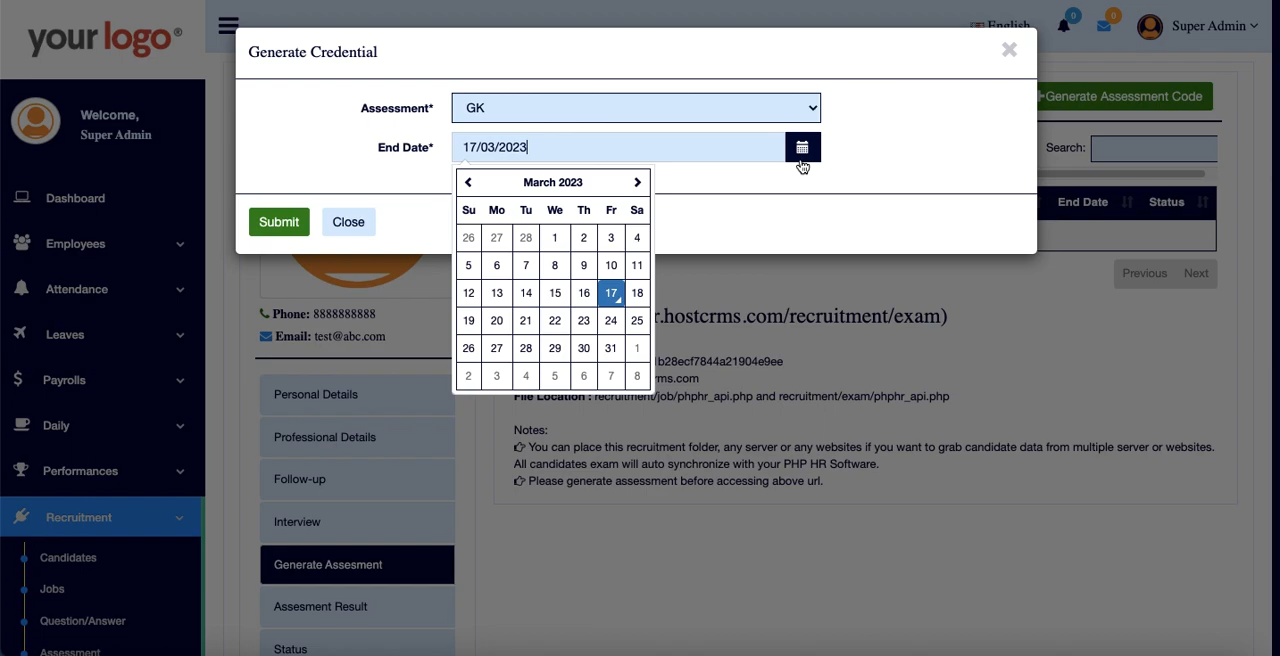 your logo®
English
0
0
Super Admin
Generate Credential
Assessment*
GK
End Date*
17/03/2023
March 2023
Su Mo Tu We Th Fr Sa
26 27 28 1 2 3 4
5 6 7 8 9 10 11
12 13 14 15 16 17 18
19 20 21 22 23 24 25
26 27 28 29 30 31 1
2 3 4 5 6 7 8
Submit
Close
Generate Assessment Code
Search:
End Date
Status
Previous
Next
Welcome,
Super Admin
Dashboard
Employees
Attendance
Leaves
Payrolls
Daily
Performances
Recruitment
Candidates
Jobs
Question/Answer
Assessment
Phone: 8888888888
Email: test@abc.com
Personal Details
Professional Details
Follow-up
Interview
Generate Assessment
Assesment Result
Status
r.hostcrms.com/recruitment/exam)
1b28ecf7844a21904e9ee
rms.com
File Location : recruitment/job/phphr_api.php and recruitment/exam/phphr_api.php
Notes:
You can place this recruitment folder, any server or any websites if you want to grab candidate data from multiple server or websites.
All candidates exam will auto synchronize with your PHP HR Software.
Please generate assessment before accessing above url.